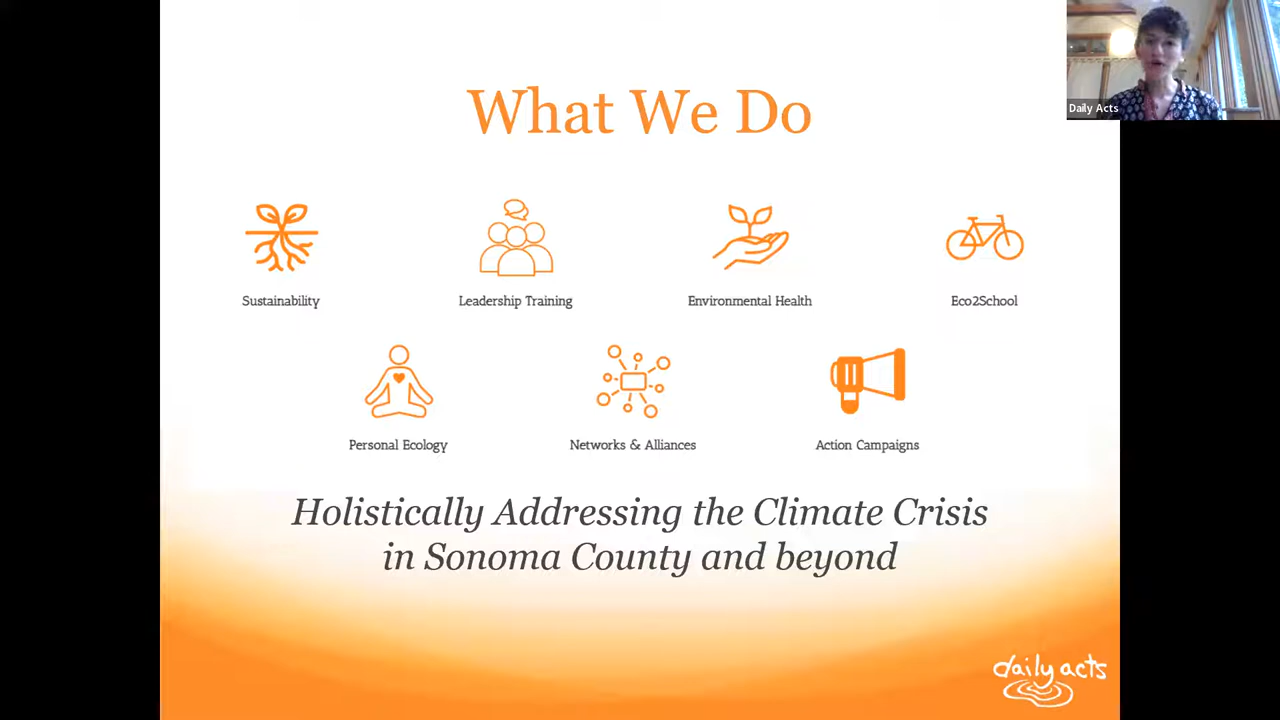 What We Do
Daily Acts
Sustainability
Leadership Training
Environmental Health
Eco2School
Personal Ecology
Networks & Alliances
Action Campaigns
Holistically Addressing the Climate Crisis
in Sonoma County and beyond
daily acts